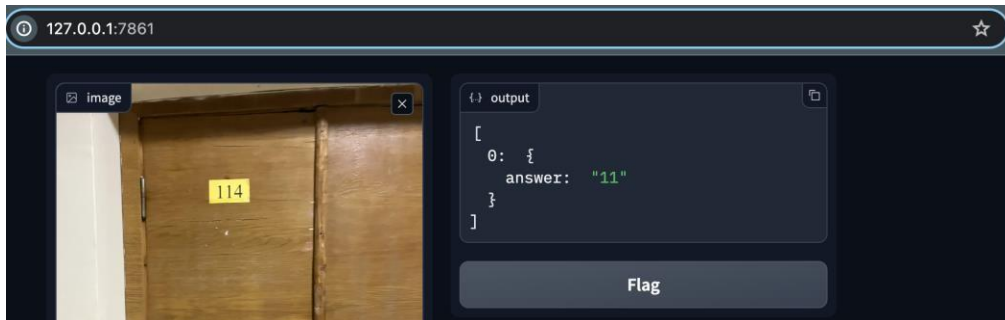 127.0.0.1:7861
image
114
output
[
0: {
answer: "11"
}
]
Flag